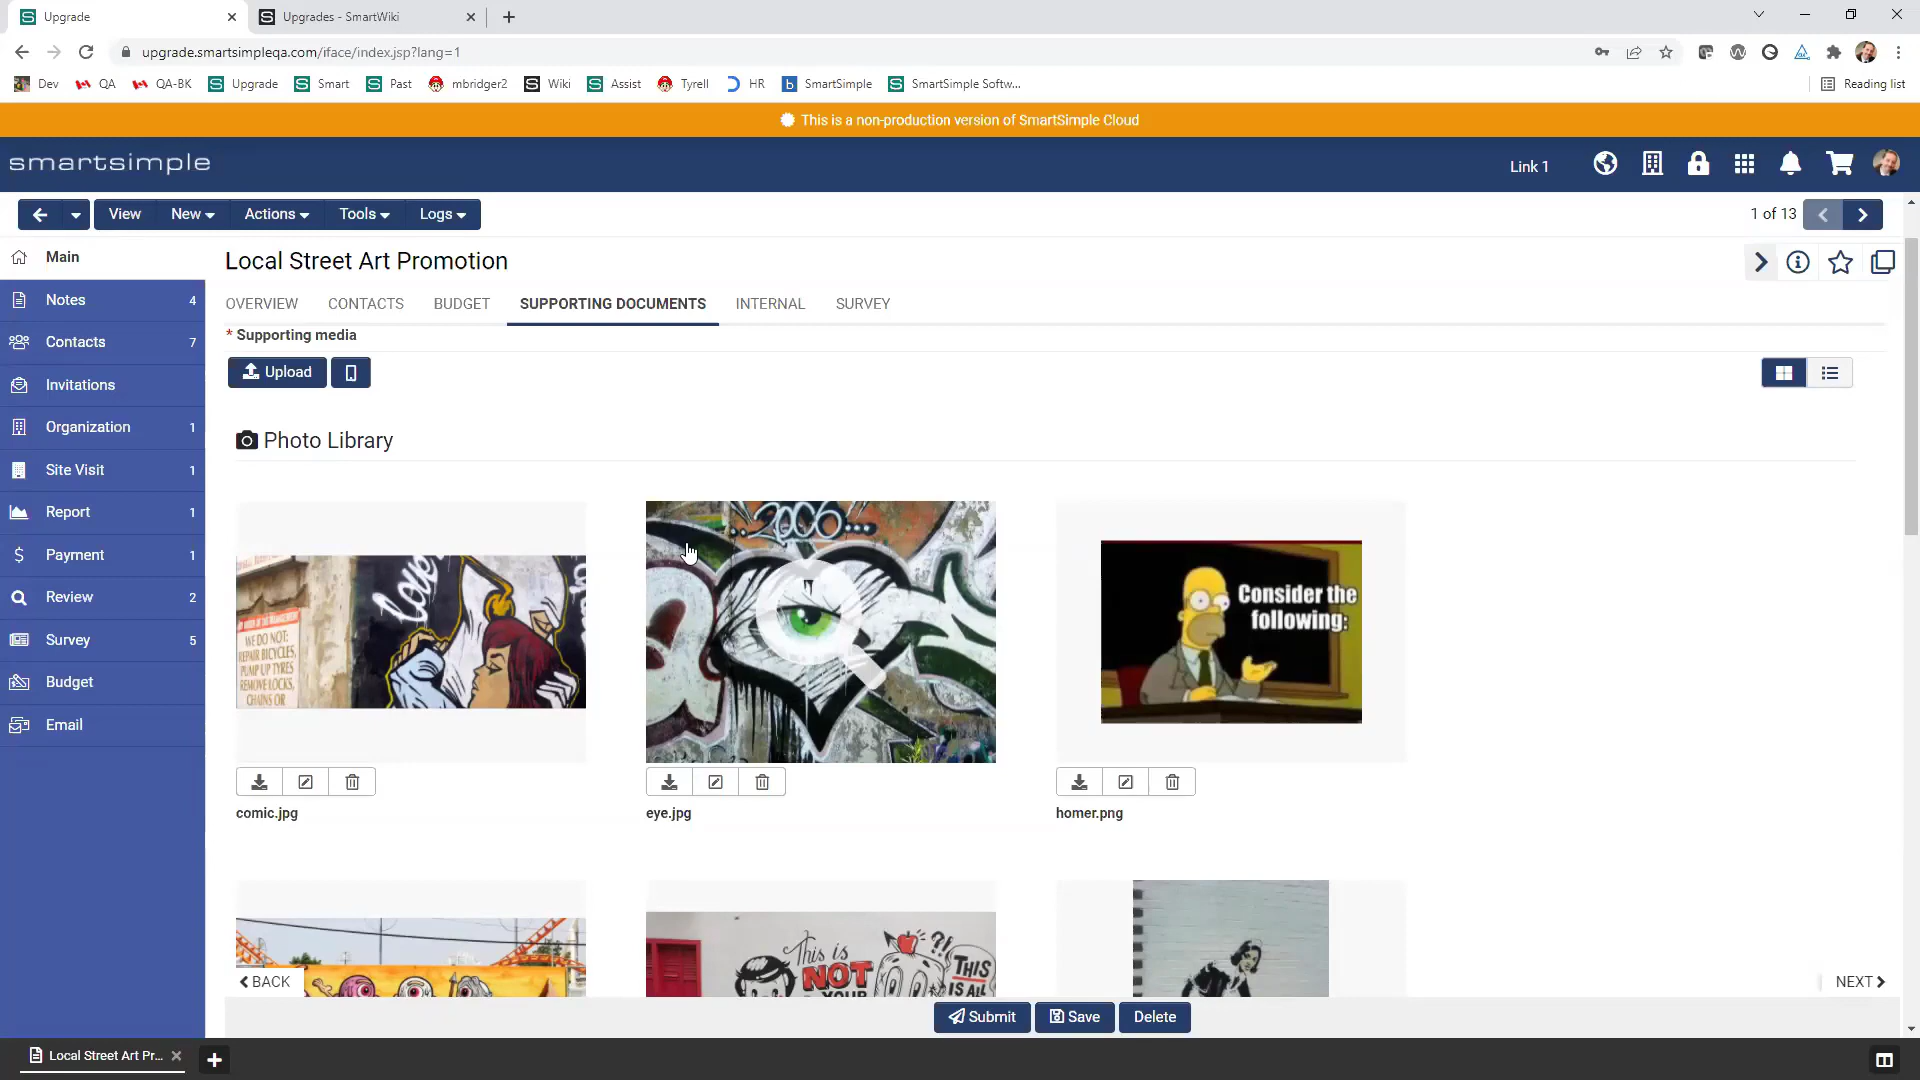 Upgrade
Upgrades - SmartWiki
upgrade.smartsimpleqa.com/iface/index.jsp?lang=1
Dev
QA
QA-BK
Upgrade
Smart
Past
mbridger2
Wiki
Assist
Tyrell
HR
SmartSimple
SmartSimple Softw...
Reading list
This is a non-production version of SmartSimple Cloud
smartsimple
Link 1
View
New
Actions
Tools
Logs
1 of 13
Main
Notes 4
Contacts 7
Invitations
Organization 1
Site Visit 1
Report 1
Payment 1
Review 2
Survey 5
Budget
Email
Local Street Art Promotion
OVERVIEW
CONTACTS
BUDGET
SUPPORTING DOCUMENTS
INTERNAL
SURVEY
* Supporting media
Upload
Photo Library
Love
WE DO NOT:
REPAIR BICYCLES,
PUMP UP TYRES
REMOVE LOCKS,
CHAINS OR
..2006...
Consider the
following:
comic.jpg
eye.jpg
homer.png
This is
NOT
YOUR
?!
THIS
IS ALL
BACK
NEXT
Submit
Save
Delete
Local Street Art Pr...